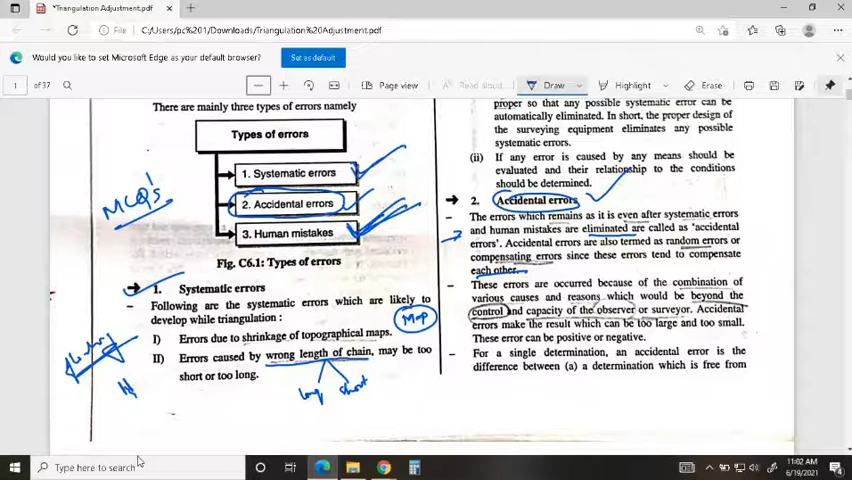 *Triangulation Adjustment.pdf
File
C:/Users/pc%201/Downloads/Triangulation%20Adjustment.pdf
Would you like to set Microsoft Edge as your default browser?
Set as default
1 of 37
Page view
Read aloud
Draw
Highlight
Erase
There are mainly three types of errors namely
Types of errors
1. Systematic errors
2. Accidental errors
3. Human mistakes
MCQ's
Fig. C6.1: Types of errors
1. Systematic errors
– Following are the systematic errors which are likely to
develop while triangulation :
Map
I) Errors due to shrinkage of topographical maps.
II) Errors caused by wrong length of chain, may be too
short or too long.
long short
proper so that any possible systematic error can be
automatically eliminated. In short, the proper design of
the surveying equipment eliminates any possible
systematic errors.
(ii) If any error is caused by any means should be
evaluated and their relationship to the conditions
should be determined.
2. Accidental errors
– The errors which remains as it is even after systematic errors
and human mistakes are eliminated are called as 'accidental
errors'. Accidental errors are also termed as random errors or
compensating errors since these errors tend to compensate
each other.
– These errors are occurred because of the combination of
various causes and reasons which would be beyond the
control and capacity of the observer or surveyor. Accidental
errors make the result which can be too large and too small.
These error can be positive or negative.
– For a single determination, an accidental error is the
difference between (a) a determination which is free from
Type here to search
11:02 AM
6/19/2021